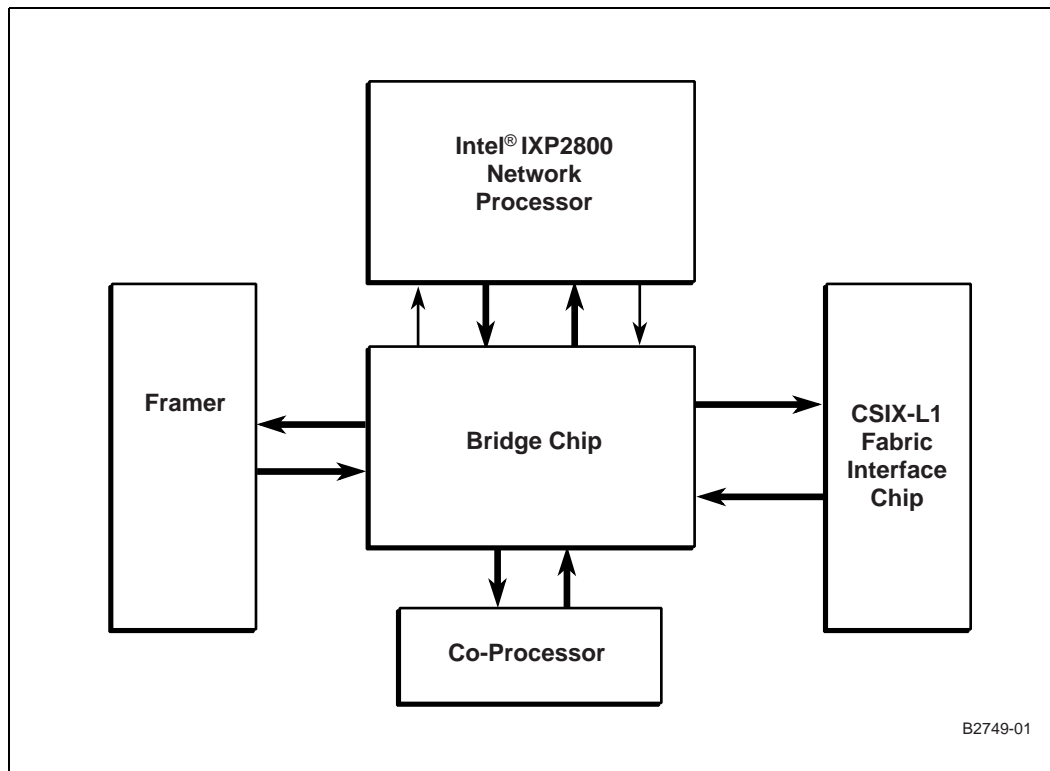 Intel® IXP2800
Network
Processor
Framer
Bridge Chip
CSIX-L1
Fabric
Interface
Chip
Co-Processor
B2749-01